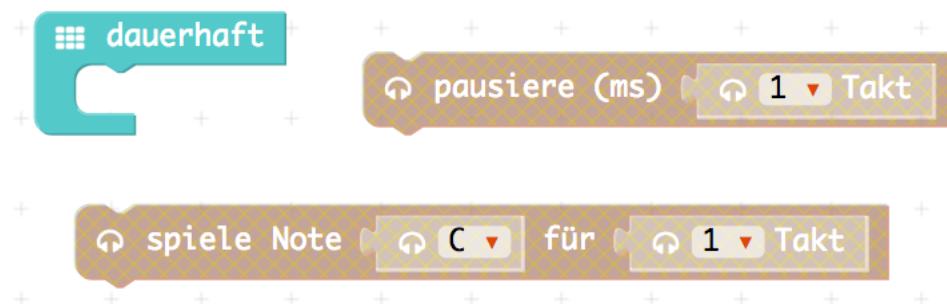 dauerhaft
pausiere (ms) 1 Takt
spiele Note C für 1 Takt